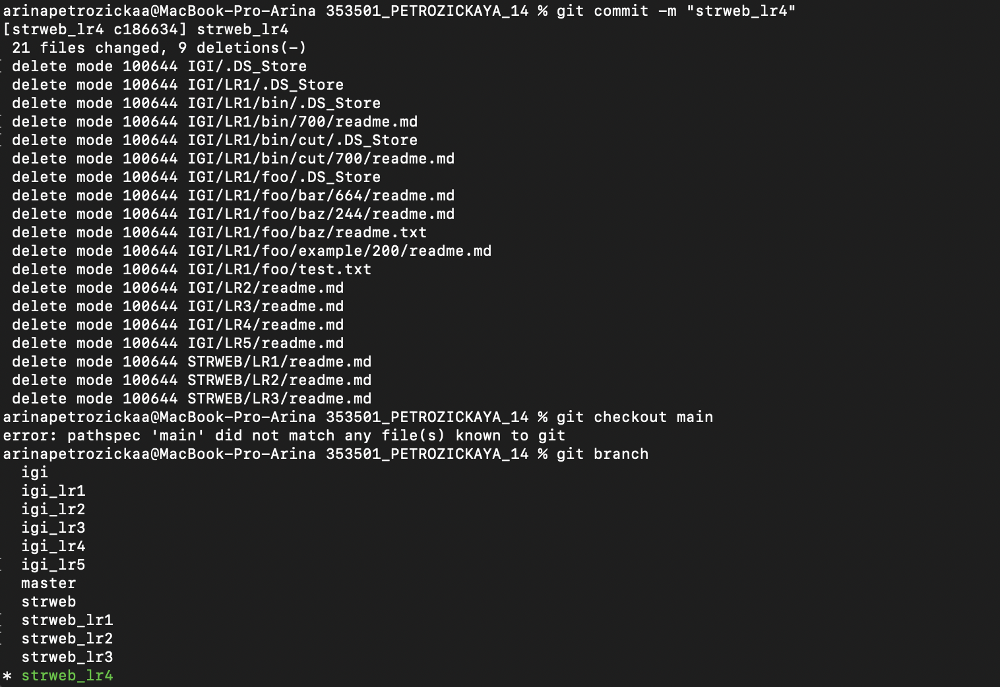 arinapetrozickaa@MacBook-Pro-Arina 353501_PETROZICKAYA_14 % git commit -m "strweb_lr4"
[strweb_lr4 c186634] strweb_lr4
 21 files changed, 9 deletions(-)
 delete mode 100644 IGI/.DS_Store
 delete mode 100644 IGI/LR1/.DS_Store
 delete mode 100644 IGI/LR1/bin/.DS_Store
 delete mode 100644 IGI/LR1/bin/700/readme.md
 delete mode 100644 IGI/LR1/bin/cut/.DS_Store
 delete mode 100644 IGI/LR1/bin/cut/700/readme.md
 delete mode 100644 IGI/LR1/foo/.DS_Store
 delete mode 100644 IGI/LR1/foo/bar/664/readme.md
 delete mode 100644 IGI/LR1/foo/baz/244/readme.md
 delete mode 100644 IGI/LR1/foo/baz/readme.txt
 delete mode 100644 IGI/LR1/foo/example/200/readme.md
 delete mode 100644 IGI/LR1/foo/test.txt
 delete mode 100644 IGI/LR2/readme.md
 delete mode 100644 IGI/LR3/readme.md
 delete mode 100644 IGI/LR4/readme.md
 delete mode 100644 IGI/LR5/readme.md
 delete mode 100644 STRWEB/LR1/readme.md
 delete mode 100644 STRWEB/LR2/readme.md
 delete mode 100644 STRWEB/LR3/readme.md
arinapetrozickaa@MacBook-Pro-Arina 353501_PETROZICKAYA_14 % git checkout main
error: pathspec 'main' did not match any file(s) known to git
arinapetrozickaa@MacBook-Pro-Arina 353501_PETROZICKAYA_14 % git branch
  igi
  igi_lr1
  igi_lr2
  igi_lr3
  igi_lr4
  igi_lr5
  master
  strweb
  strweb_lr1
  strweb_lr2
  strweb_lr3
* strweb_lr4